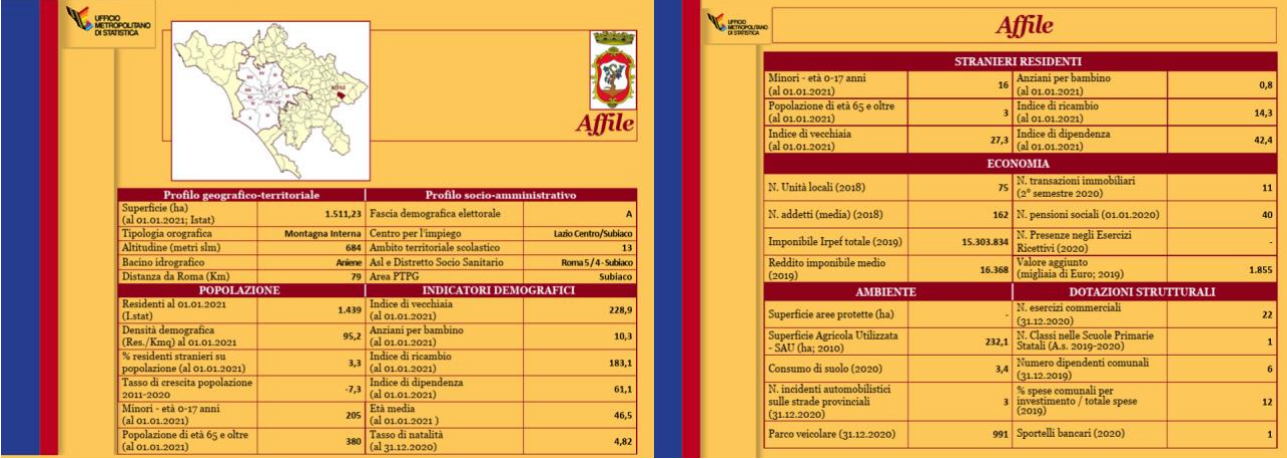 UFFICIO
METROPOLITANO
DI STATISTICA
Affile
Profilo geografico-territoriale Profilo socio-amministrativo
Superficie (ha)
(al 01.01.2021; Istat) 1.511,23 Fascia demografica elettorale A
Tipologia orografica Montagna Interna Centro per l'impiego Lazio Centro/Subiaco
Altitudine (metri slm) 684 Ambito territoriale scolastico 13
Bacino idrografico Aniene Asl e Distretto Socio Sanitario Roma 5 / 4 - Subiaco
Distanza da Roma (Km) 79 Area PTPG Subiaco
POPOLAZIONE INDICATORI DEMOGRAFICI
Residenti al 01.01.2021
(I.stat) 1.439 Indice di vecchiaia
(al 01.01.2021) 228,9
Densità demografica
(Res./Kmq) al 01.01.2021 95,2 Anziani per bambino
(al 01.01.2021) 10,3
% residenti stranieri su
popolazione (al 01.01.2021) 3,3 Indice di ricambio
(al 01.01.2021) 183,1
Tasso di crescita popolazione
2011-2020 -7,3 Indice di dipendenza
(al 01.01.2021) 61,1
Minori - età 0-17 anni
(al 01.01.2021) 205 Età media
(al 01.01.2021 ) 46,5
Popolazione di età 65 e oltre
(al 01.01.2021) 380 Tasso di natalità
(al 31.12.2020) 4,82
UFFICIO
METROPOLITANO
DI STATISTICA
Affile
STRANIERI RESIDENTI
Minori - età 0-17 anni
(al 01.01.2021) 16 Anziani per bambino
(al 01.01.2021) 0,8
Popolazione di età 65 e oltre
(al 01.01.2021) 3 Indice di ricambio
(al 01.01.2021) 14,3
Indice di vecchiaia
(al 01.01.2021) 27,3 Indice di dipendenza
(al 01.01.2021) 42,4
ECONOMIA
N. Unità locali (2018) 75 N. transazioni immobiliari
(2° semestre 2020) 11
N. addetti (media) (2018) 162 N. pensioni sociali (01.01.2020) 40
Imponibile Irpef totale (2019) 15.303.834 N. Presenze negli Esercizi
Ricettivi (2020) -
Reddito imponibile medio
(2019) 16.368 Valore aggiunto
(migliaia di Euro; 2019) 1.855
AMBIENTE DOTAZIONI STRUTTURALI
Superficie aree protette (ha) - N. esercizi commerciali
(31.12.2020) 22
Superficie Agricola Utilizzata
- SAU (ha; 2010) 232,1 N. Classi nelle Scuole Primarie
Statali (A.s. 2019-2020) 1
Consumo di suolo (2020) 3,4 Numero dipendenti comunali
(31.12.2019) 6
N. incidenti automobilistici
sulle strade provinciali
(31.12.2020) 3 % spese comunali per
investimento / totale spese
(2019) 12
Parco veicolare (31.12.2020) 991 Sportelli bancari (2020) 1